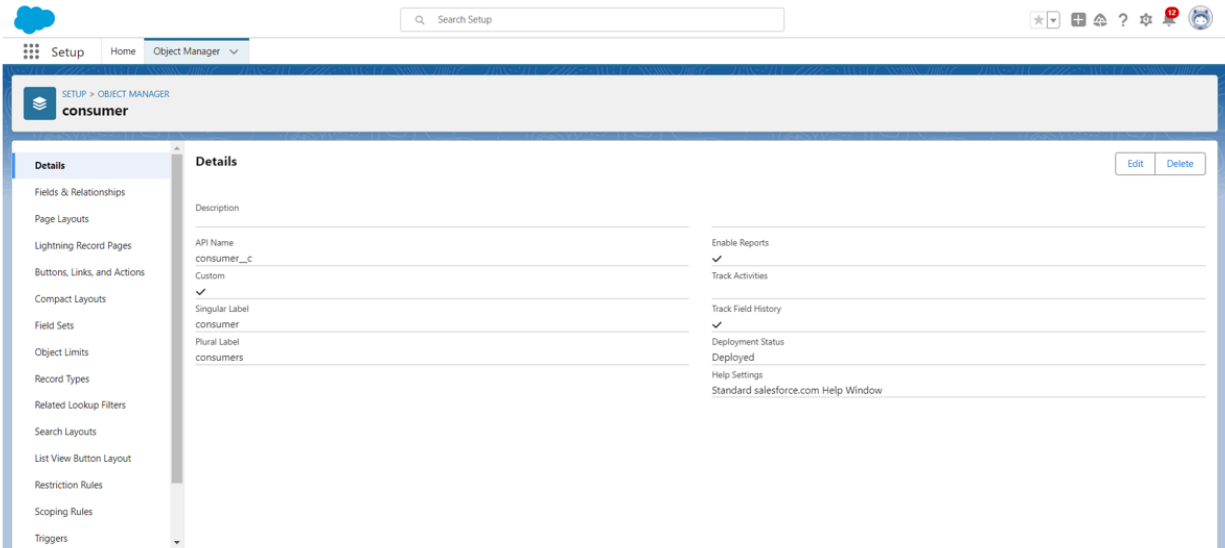 Search Setup
12
Setup
Home
Object Manager
SETUP > OBJECT MANAGER
consumer
Details
Fields & Relationships
Page Layouts
Lightning Record Pages
Buttons, Links, and Actions
Compact Layouts
Field Sets
Object Limits
Record Types
Related Lookup Filters
Search Layouts
List View Button Layout
Restriction Rules
Scoping Rules
Triggers
Details
Edit
Delete
Description
API Name
consumer__c
Custom
Singular Label
consumer
Plural Label
consumers
Enable Reports
Track Activities
Track Field History
Deployment Status
Deployed
Help Settings
Standard salesforce.com Help Window